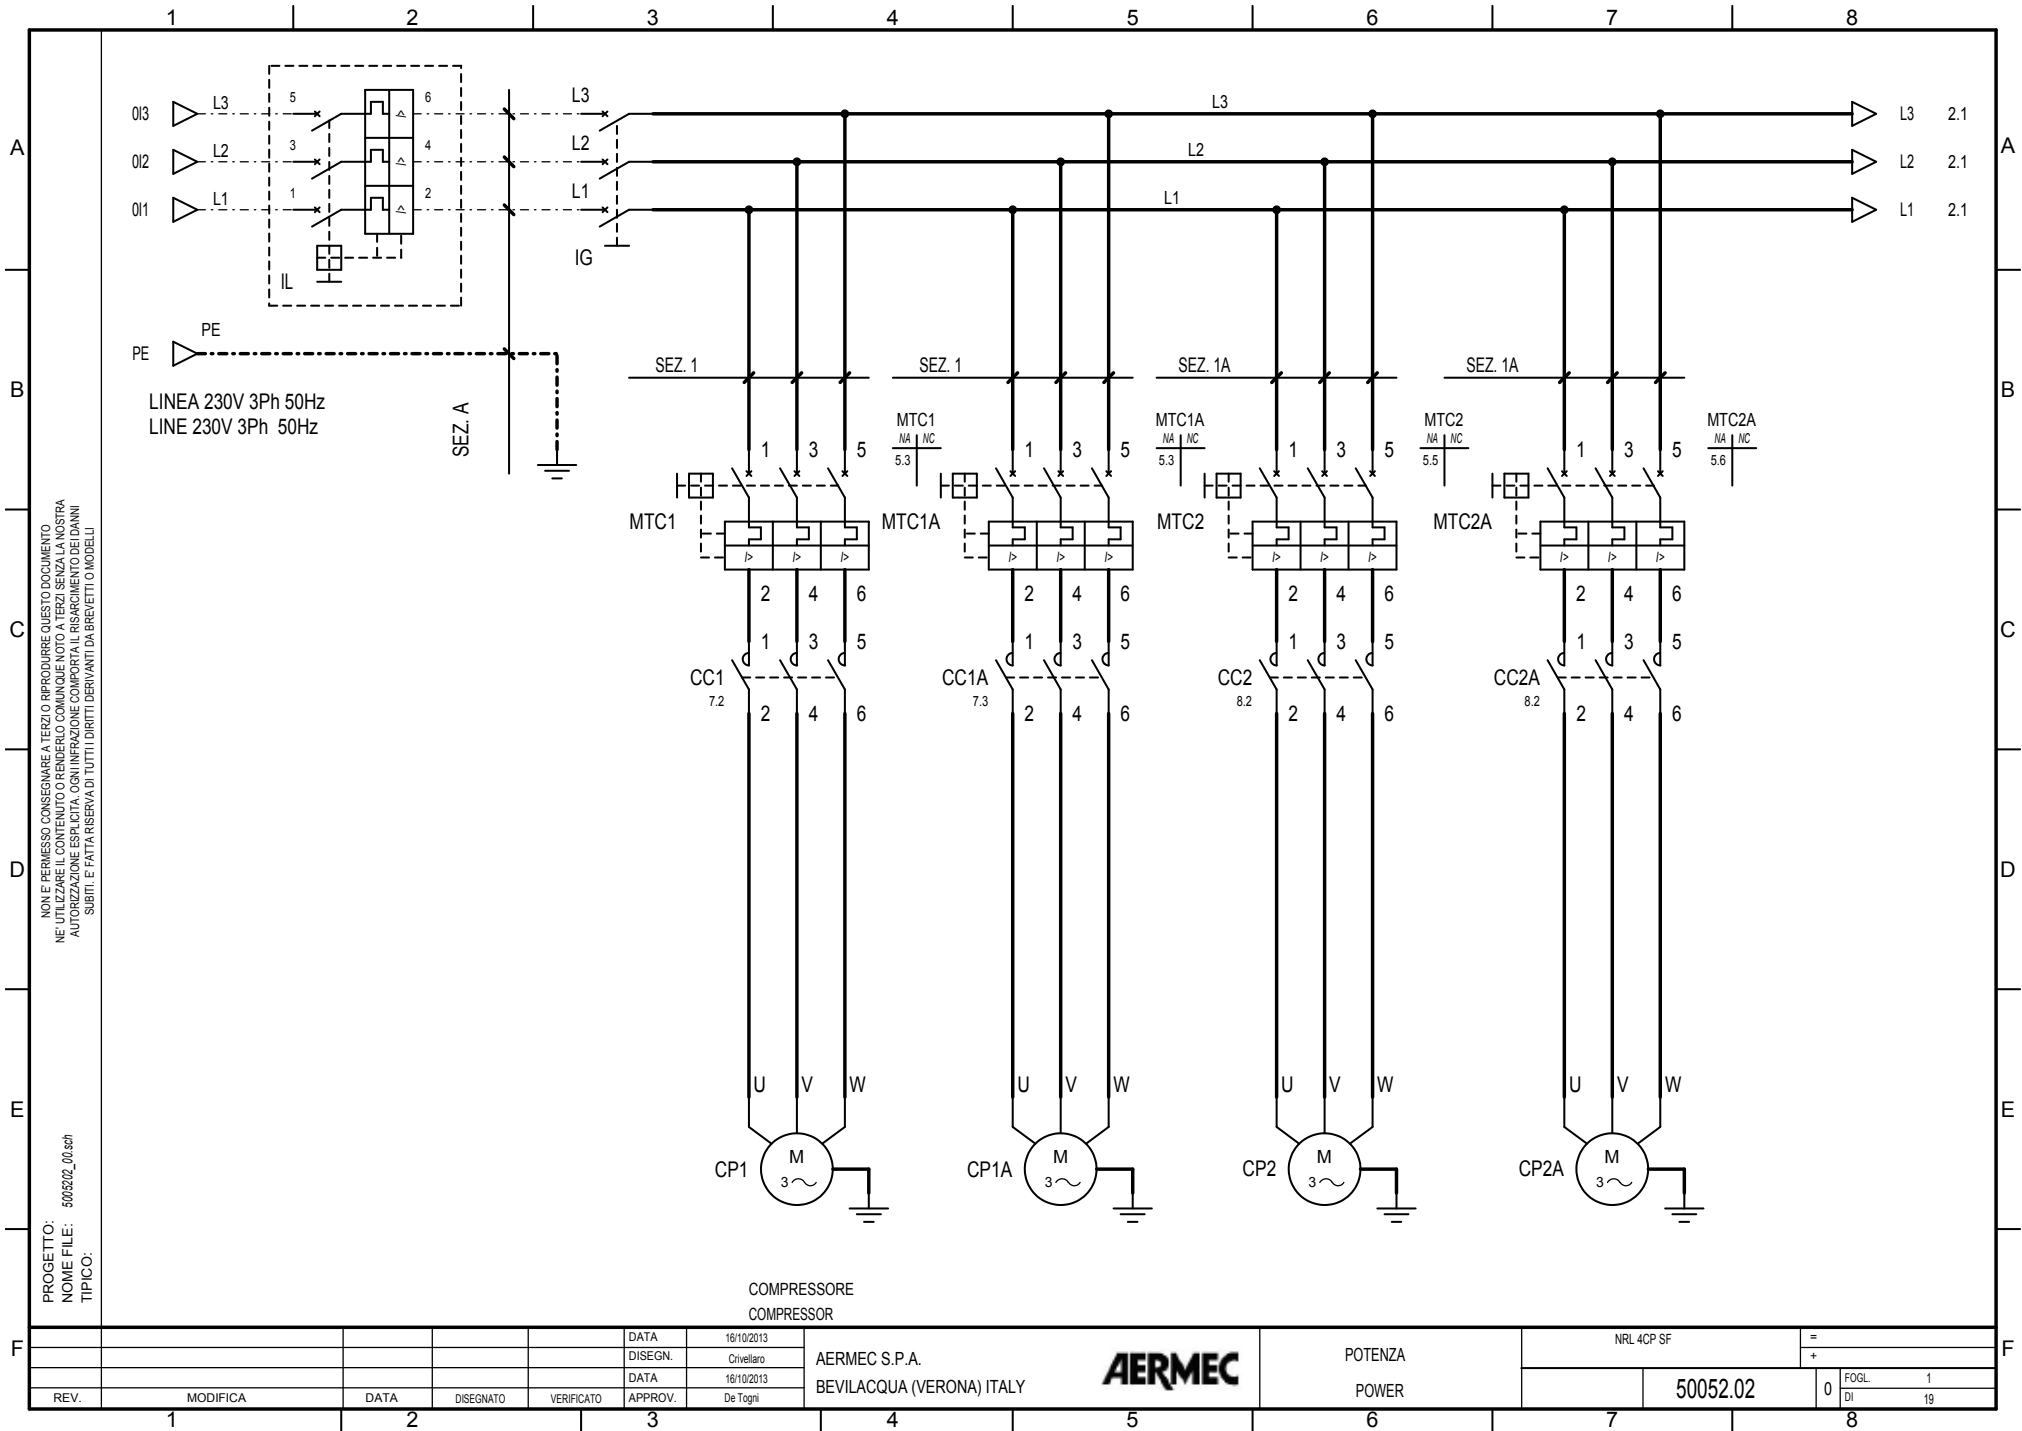 1 2 3 4 5 6 7 8
A A
B B
C C
D D
E E
F F
0I3 L3 5 6 L3 L3 L3 2.1
0I2 L2 3 4 L2 L2 L2 2.1
0I1 L1 1 2 L1 L1 L1 2.1
IL
IG
PE PE
LINEA 230V 3Ph 50Hz
LINE 230V 3Ph 50Hz
SEZ. A
SEZ. 1 SEZ. 1 SEZ. 1A SEZ. 1A
MTC1 MTC1A MTC2 MTC2A
NA NC NA NC NA NC NA NC
5.3 5.3 5.5 5.6
1 3 5 1 3 5 1 3 5 1 3 5
MTC1 MTC1A MTC2 MTC2A
I> I> I> I> I> I> I> I> I> I> I> I>
2 4 6 2 4 6 2 4 6 2 4 6
1 3 5 1 3 5 1 3 5 1 3 5
CC1 CC1A CC2 CC2A
7.2 7.3 8.2 8.2
2 4 6 2 4 6 2 4 6 2 4 6
U V W U V W U V W U V W
CP1 M 3 CP1A M 3 CP2 M 3 CP2A M 3
COMPRESSORE
COMPRESSOR
NON E' PERMESSO CONSEGNARE A TERZI O RIPRODURRE QUESTO DOCUMENTO
NE' UTILIZZARE IL CONTENUTO O RENDERLO COMUNQUE NOTO A TERZI SENZA LA NOSTRA
AUTORIZZAZIONE ESPLICITA. OGNI INFRAZIONE COMPORTA IL RISARCIMENTO DEI DANNI
SUBITI. E' FATTA RISERVA DI TUTTI I DIRITTI DERIVANTI DA BREVETTI O MODELLI
PROGETTO:
NOME FILE: 5005202_00.sch
TIPICO:
REV. MODIFICA DATA DISEGNATO VERIFICATO
DATA 16/10/2013
DISEGN. Crivellaro
DATA 16/10/2013
APPROV. De Togni
AERMEC S.P.A.
BEVILACQUA (VERONA) ITALY
AERMEC
POTENZA
POWER
NRL 4CP SF
=
+
50052.02
0
FOGL. 1
DI 19
1 2 3 4 5 6 7 8